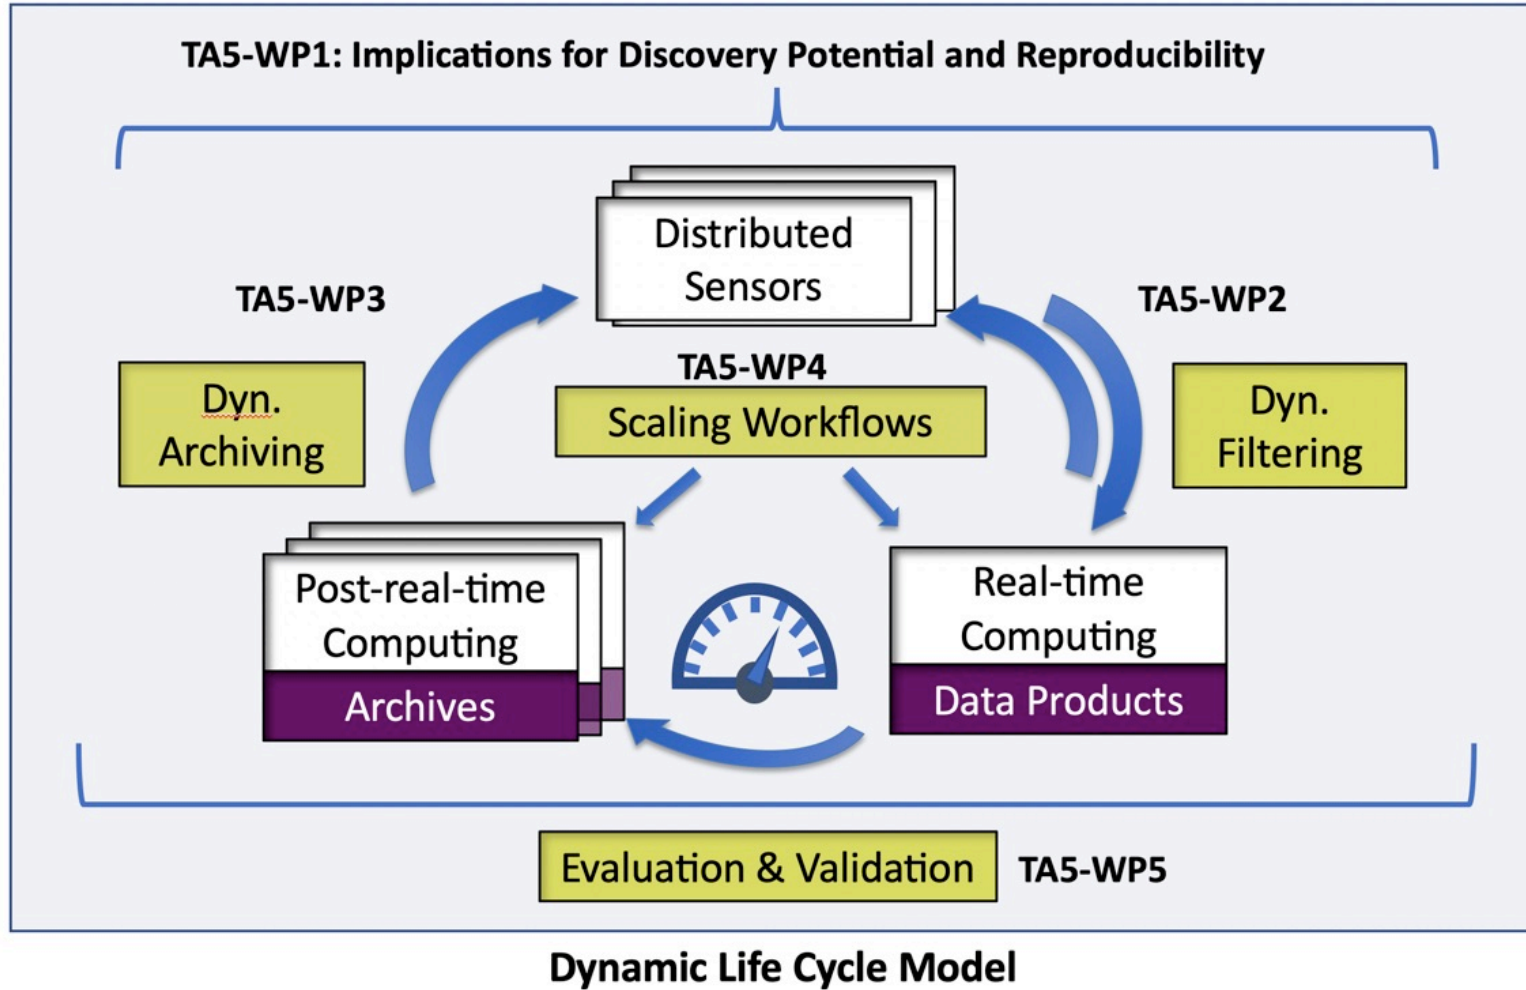 TA5-WP1: Implications for Discovery Potential and Reproducibility
Distributed
Sensors
TA5-WP3
TA5-WP2
TA5-WP4
Dyn.
Archiving
Scaling Workflows
Dyn.
Filtering
Post-real-time
Computing
Archives
Real-time
Computing
Data Products
Evaluation & Validation
TA5-WP5
Dynamic Life Cycle Model